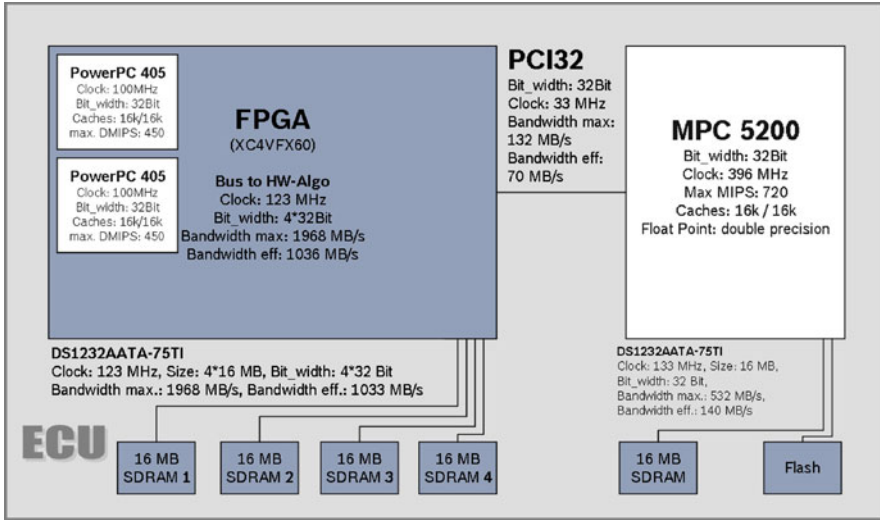 PowerPC 405
Clock: 100MHz
Bit_width: 32Bit
Caches: 16k/16k
max. DMIPS: 450
PowerPC 405
Clock: 100MHz
Bit_width: 32Bit
Caches: 16k/16k
max. DMIPS: 450
FPGA
(XC4VFX60)
Bus to HW-Algo
Clock: 123 MHz
Bit_width: 4*32Bit
Bandwidth max: 1968 MB/s
Bandwidth eff: 1036 MB/s
PCI32
Bit_width: 32Bit
Clock: 33 MHz
Bandwidth max:
132 MB/s
Bandwidth eff:
70 MB/s
MPC 5200
Bit_width: 32Bit
Clock: 396 MHz
Max MIPS: 720
Caches: 16k / 16k
Float Point: double precision
DS1232AATA-75TI
Clock: 123 MHz, Size: 4*16 MB, Bit_width: 4*32 Bit
Bandwidth max.: 1968 MB/s, Bandwidth eff.: 1033 MB/s
DS1232AATA-75TI
Clock: 133 MHz, Size: 16 MB,
Bit_width: 32 Bit,
Bandwidth max.: 532 MB/s,
Bandwidth eff.: 140 MB/s
ECU
16 MB
SDRAM 1
16 MB
SDRAM 2
16 MB
SDRAM 3
16 MB
SDRAM 4
16 MB
SDRAM
Flash